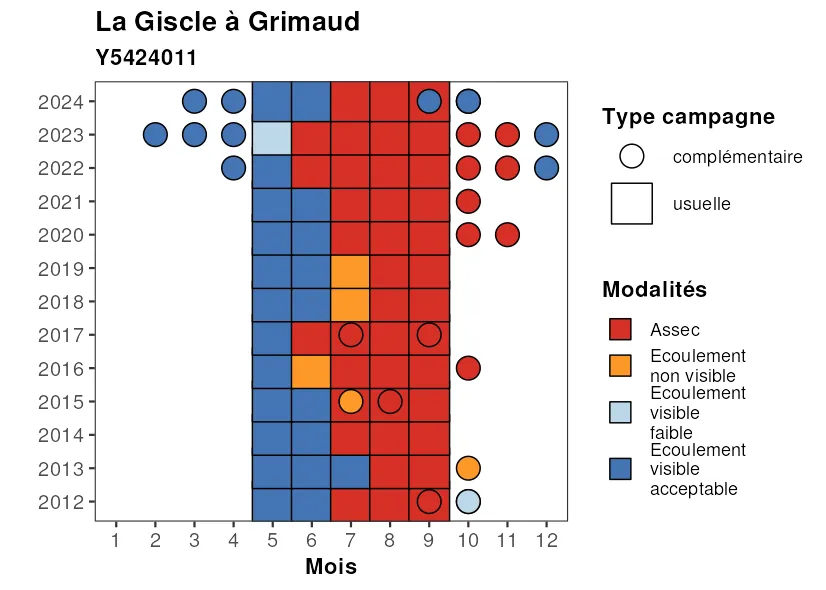 La Giscle à Grimaud
Y5424011
2024
2023
2022
2021
2020
2019
2018
2017
2016
2015
2014
2013
2012
1 2 3 4 5 6 7 8 9 10 11 12
Mois
Type campagne
complémentaire
usuelle
Modalités
Assec
Ecoulement
non visible
Ecoulement
visible
faible
Ecoulement
visible
acceptable